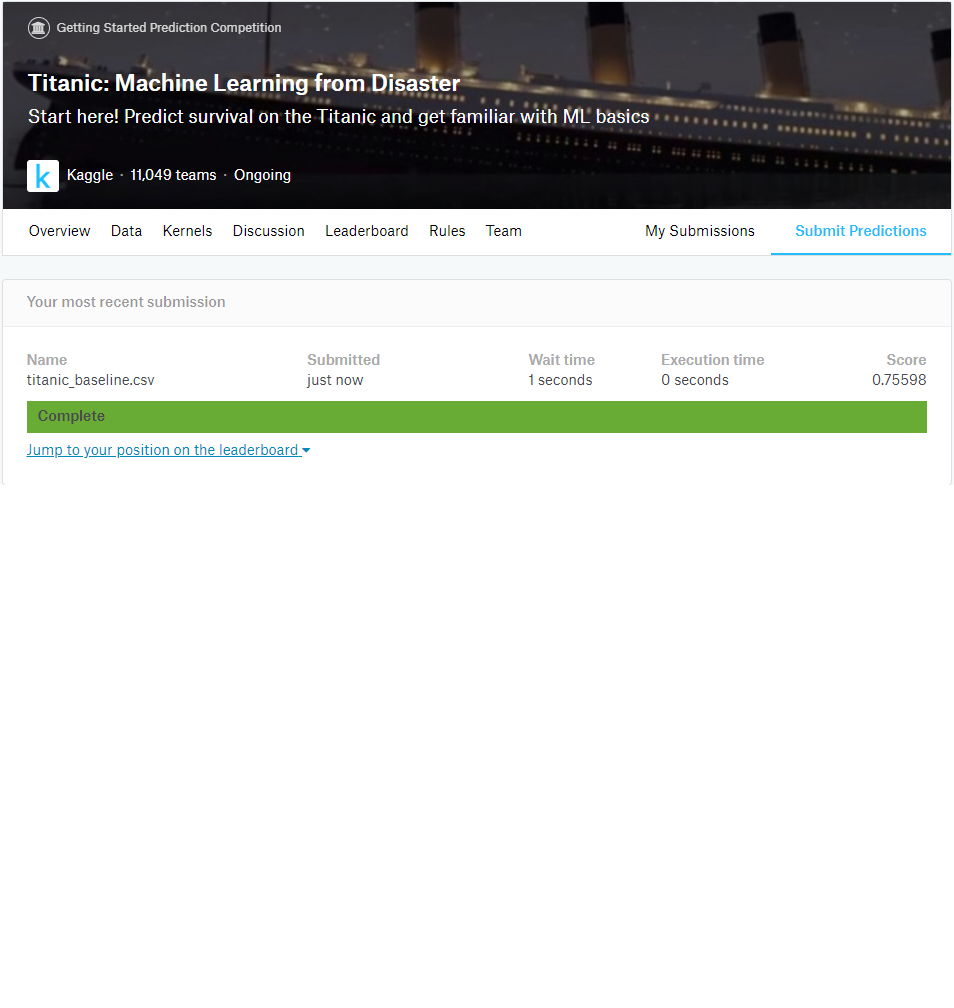 Getting Started Prediction Competition
Titanic: Machine Learning from Disaster
Start here! Predict survival on the Titanic and get familiar with ML basics
k Kaggle · 11,049 teams · Ongoing
Overview Data Kernels Discussion Leaderboard Rules Team My Submissions Submit Predictions
Your most recent submission
Name Submitted Wait time Execution time Score
titanic_baseline.csv just now 1 seconds 0 seconds 0.75598
Complete
Jump to your position on the leaderboard